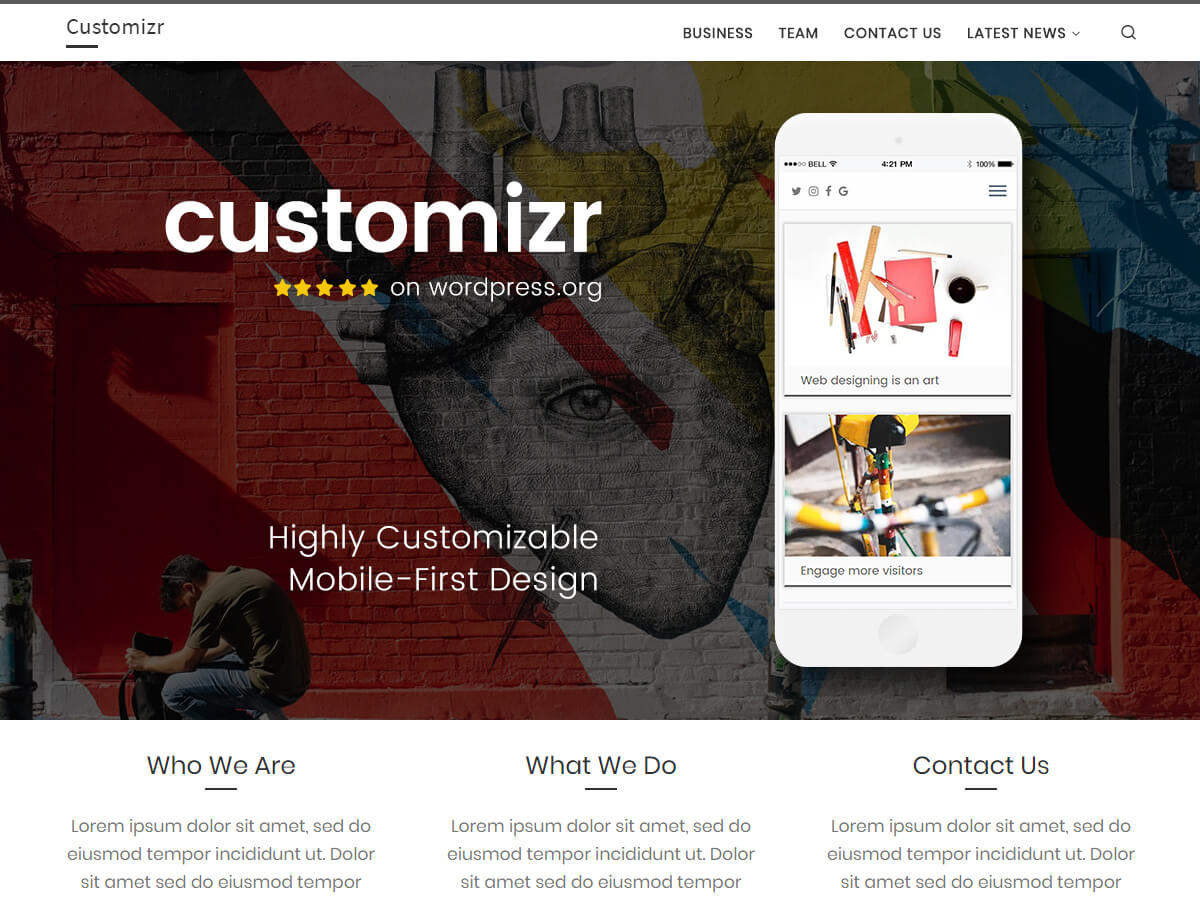 Customizr
BUSINESS TEAM CONTACT US LATEST NEWS
customizr
on wordpress.org
Highly Customizable
Mobile-First Design
BELL 4:21 PM 100%
Web designing is an art
Engage more visitors
Who We Are
Lorem ipsum dolor sit amet, sed do
eiusmod tempor incididunt ut. Dolor
sit amet sed do eiusmod tempor
What We Do
Lorem ipsum dolor sit amet, sed do
eiusmod tempor incididunt ut. Dolor
sit amet sed do eiusmod tempor
Contact Us
Lorem ipsum dolor sit amet, sed do
eiusmod tempor incididunt ut. Dolor
sit amet sed do eiusmod tempor